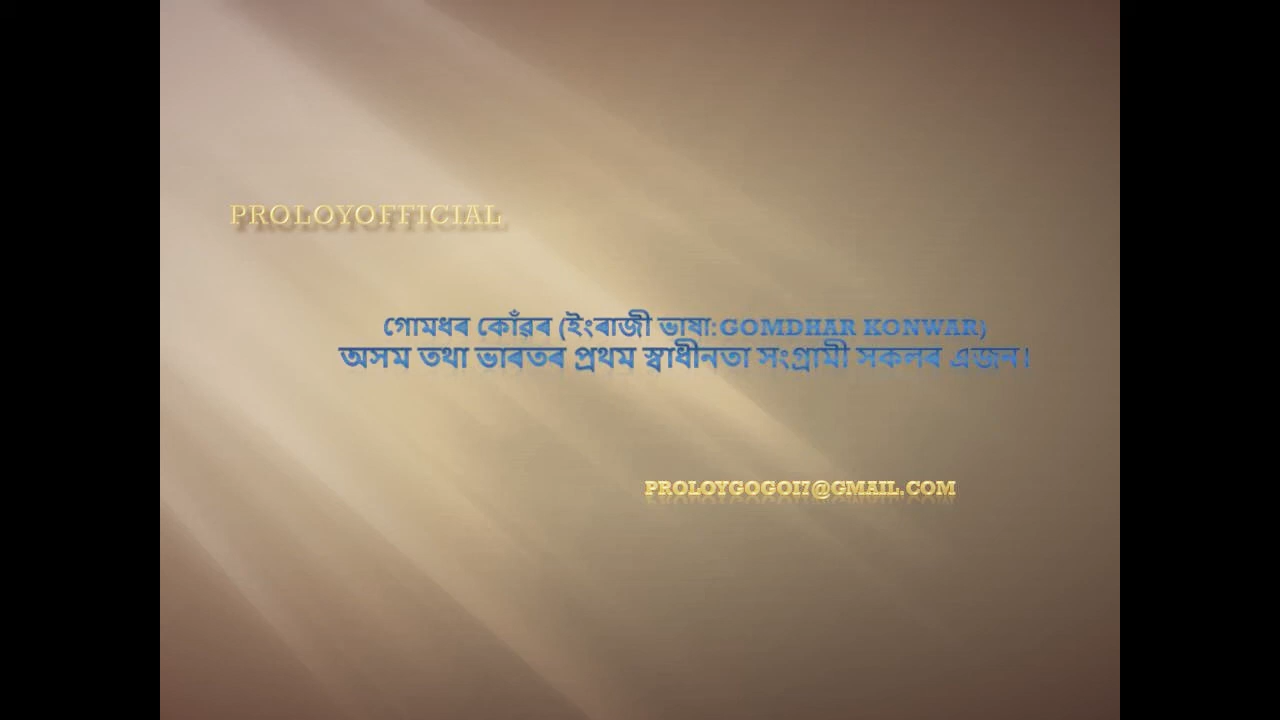 PROLOYOFFICIAL
গোমধৰ কোঁৱৰ (ইংৰাজী ভাষা:GOMDHAR KONWAR)
অসম তথা ভাৰতৰ প্ৰথম স্বাধীনতা সংগ্ৰামী সকলৰ এজন।
PROLOYGOGOI7@GMAIL.COM